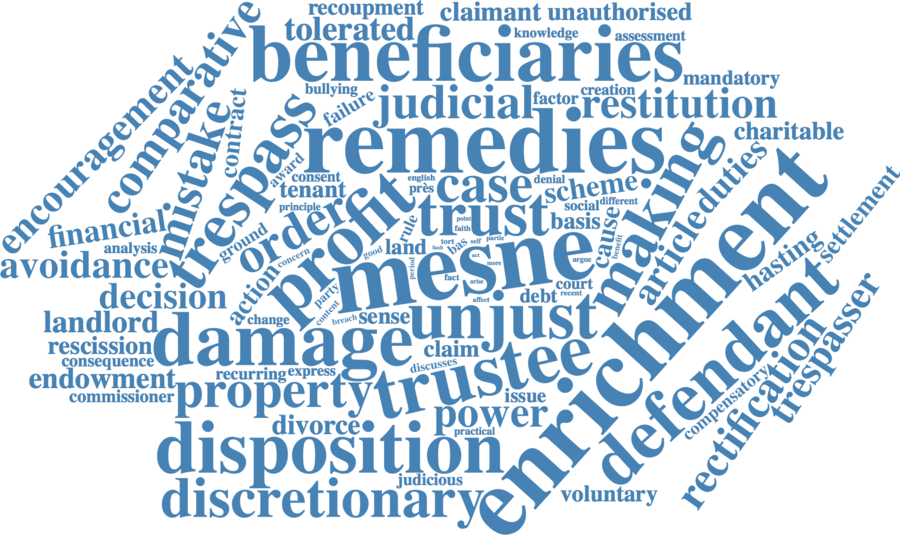 recoupment
claimant
unauthorised
tolerated
knowledge
assessment
beneficiaries
comparative
encouragement
mandatory
bullying
creation
failure
judicial
factor
restitution
contract
mistake
trespass
remedies
charitable
award
consent
english
denial
tenant
près
case
scheme
making
duties
principle
social
different
financial
analysis
ground
order
profit
rule
trust
point
faith
basis
cause
benefit
article
enrichment
settlement
hasting
avoidance
concern
good
land
tort
fault
bas
self
partie
act
more
argue
mesne
action
period
fact
arise
affect
court
recent
debt
decision
party
content
landlord
change
breach
sense
unjust
damage
defendant
trespasser
rescission
claim
consequence
discusses
trustee
rectification
compensatory
endowment
recurring
express
commissioner
property
issue
power
divorce
practical
disposition
judicious
discretionary
voluntary